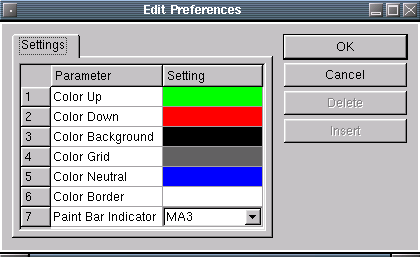 Edit Preferences
Settings
Parameter Setting
1 Color Up
2 Color Down
3 Color Background
4 Color Grid
5 Color Neutral
6 Color Border
7 Paint Bar Indicator MA3
OK
Cancel
Delete
Insert